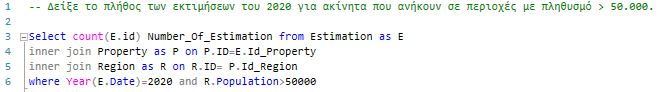 1 -- Δείξε το πλήθος των εκτιμήσεων του 2020 για ακίνητα που ανήκουν σε περιοχές με πληθυσμό > 50.000.
2
3 Select count(E.id) Number_Of_Estimation from Estimation as E
4 inner join Property as P on P.ID=E.Id_Property
5 inner join Region as R on R.ID= P.Id_Region
6 where Year(E.Date)=2020 and R.Population>50000